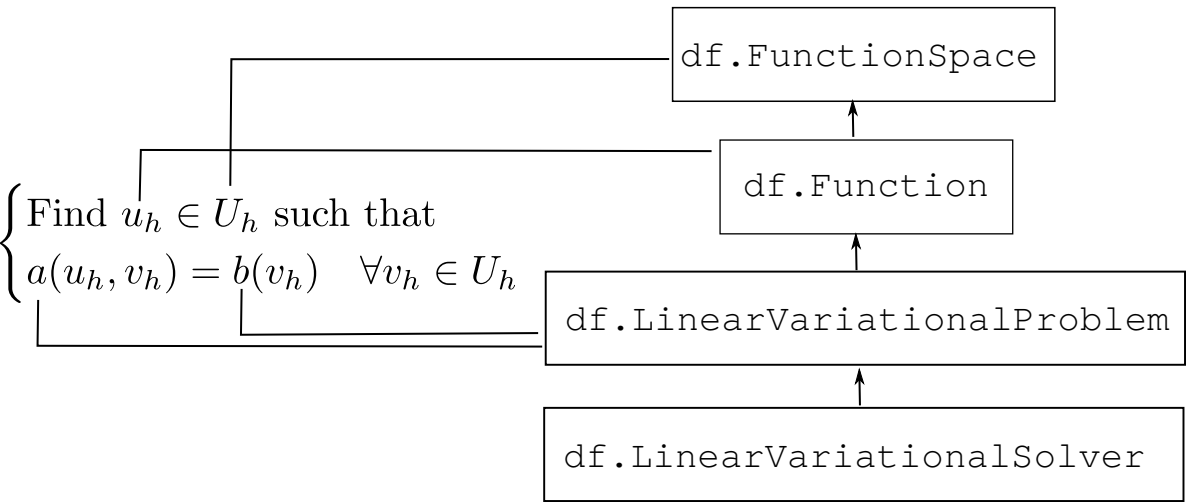 df.FunctionSpace
df.Function
Find u_h ∈ U_h such that
a(u_h, v_h) = b(v_h) ∀v_h ∈ U_h
df.LinearVariationalProblem
df.LinearVariationalSolver